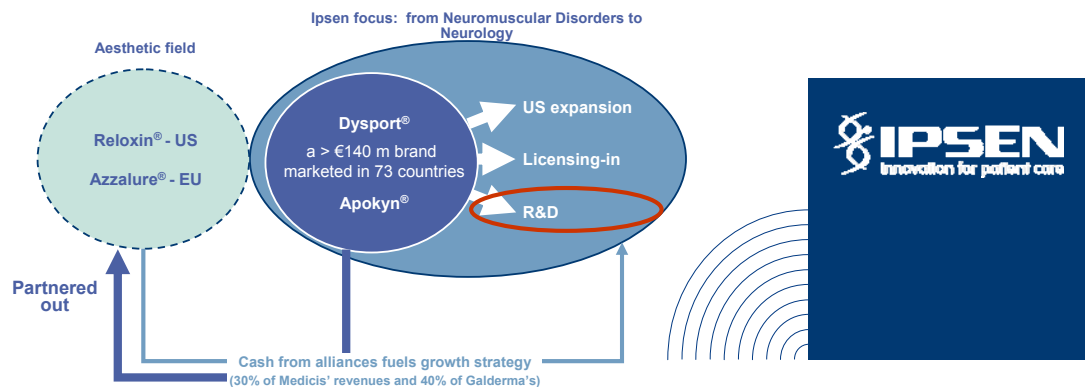 Ipsen focus:  from Neuromuscular Disorders to
Neurology
Aesthetic field
Reloxin® - US
Azzalure® - EU
Dysport®
a > €140 m brand
marketed in 73 countries
Apokyn®
US expansion
Licensing-in
R&D
IPSEN
Innovation for patient care
Partnered
out
Cash from alliances fuels growth strategy
(30% of Medicis' revenues and 40% of Galderma's)